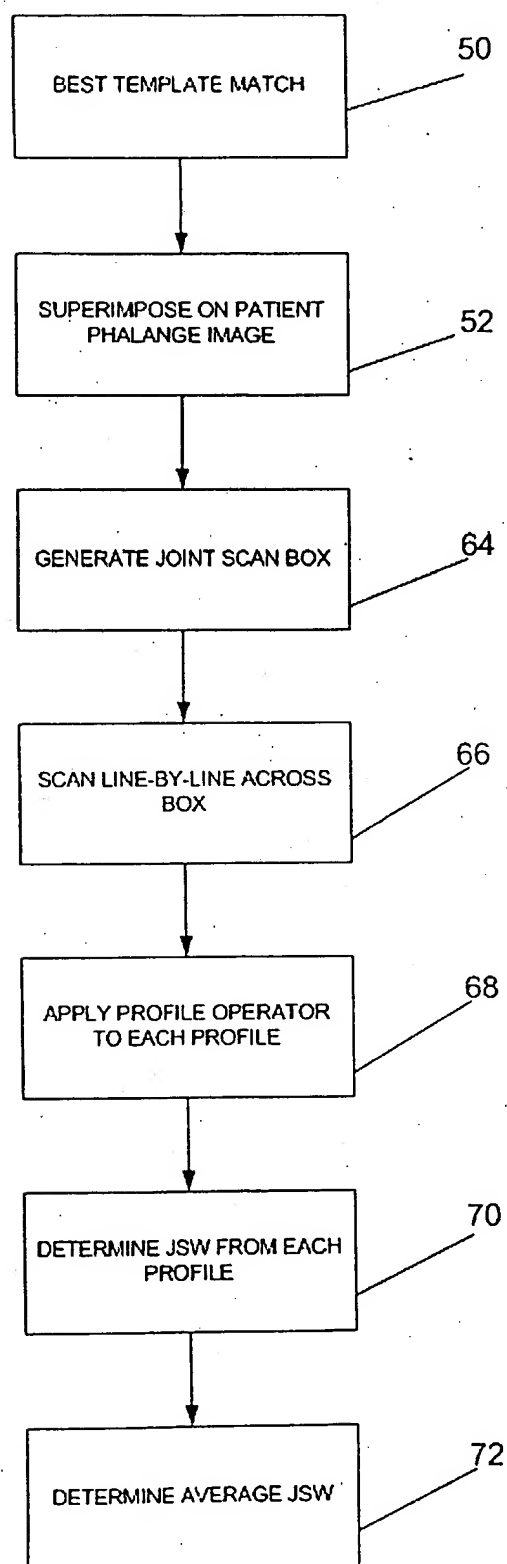 BEST TEMPLATE MATCH
50
SUPERIMPOSE ON PATIENT
PHALANGE IMAGE
52
GENERATE JOINT SCAN BOX
64
SCAN LINE-BY-LINE ACROSS
BOX
66
APPLY PROFILE OPERATOR
TO EACH PROFILE
68
DETERMINE JSW FROM EACH
PROFILE
70
DETERMINE AVERAGE JSW
72